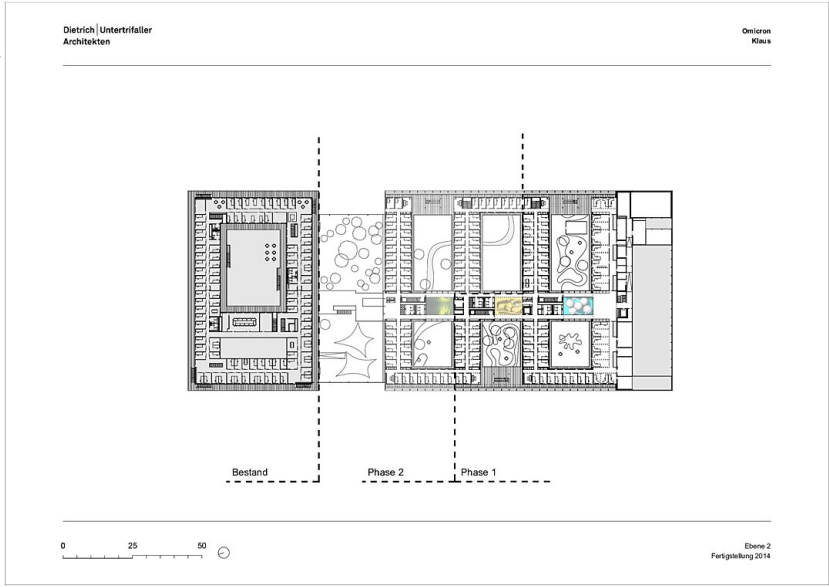 Dietrich | Untertrifaller
Architekten
Omicron
Klaus
Bestand
Phase 2
Phase 1
0 25 50
Ebene 2
Fertigstellung 2014